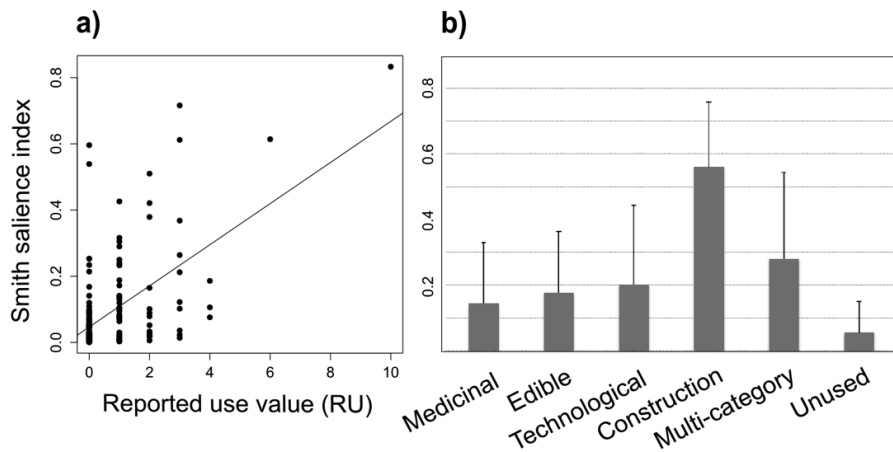 a)
Smith salience index
0.8
0.6
0.4
0.2
0.0
0 2 4 6 8 10
Reported use value (RU)
b)
0.8
0.6
0.4
0.2
Medicinal
Edible
Technological
Construction
Multi-category
Unused